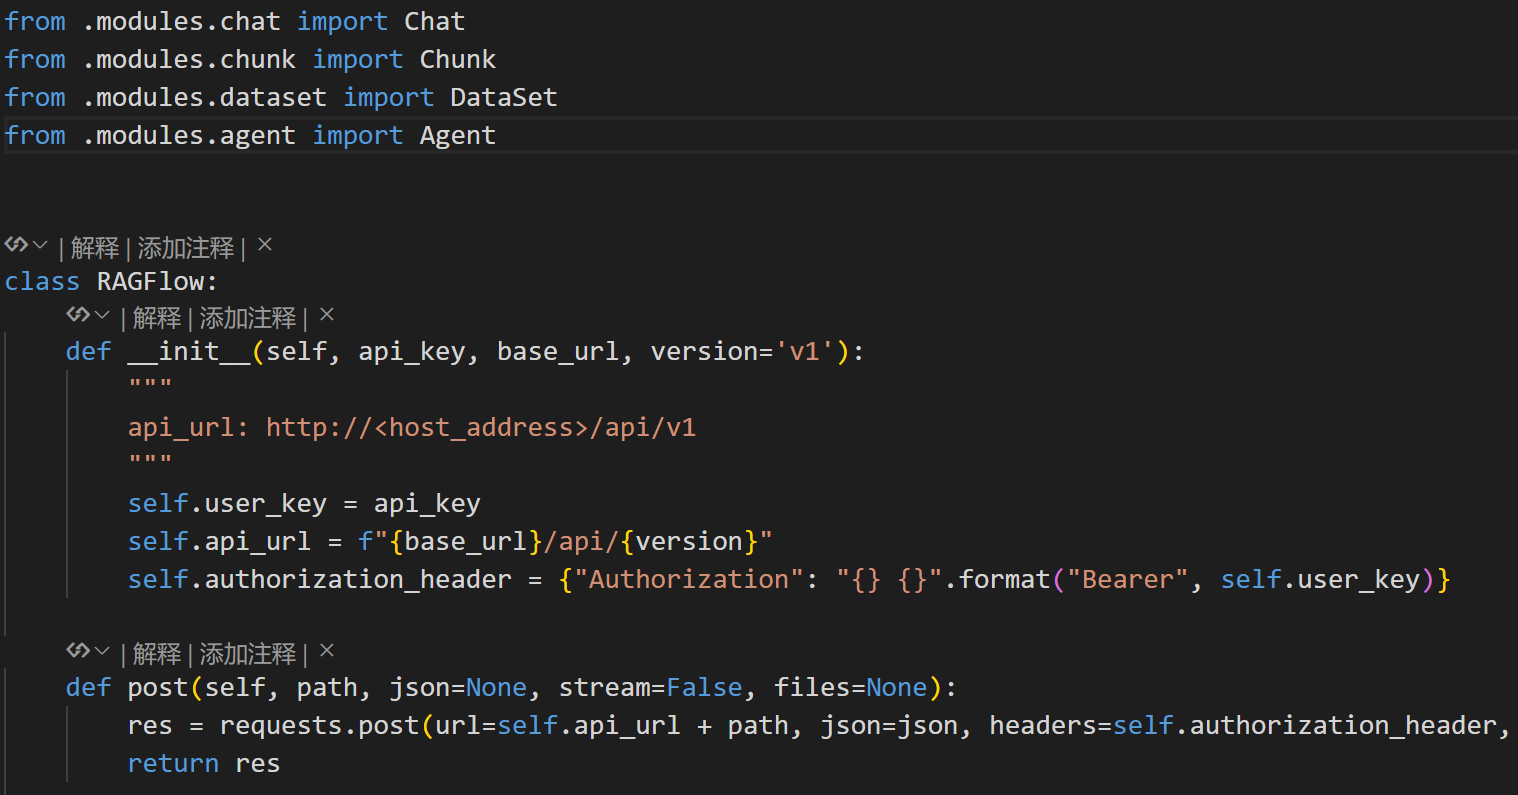 from .modules.chat import Chat
from .modules.chunk import Chunk
from .modules.dataset import DataSet
from .modules.agent import Agent
| 解释 | 添加注释 | ×
class RAGFlow:
| 解释 | 添加注释 | ×
def __init__(self, api_key, base_url, version='v1'):
"""
api_url: http://<host_address>/api/v1
"""
self.user_key = api_key
self.api_url = f"{base_url}/api/{version}"
self.authorization_header = {"Authorization": "{} {}".format("Bearer", self.user_key)}
| 解释 | 添加注释 | ×
def post(self, path, json=None, stream=False, files=None):
res = requests.post(url=self.api_url + path, json=json, headers=self.authorization_header,
return res